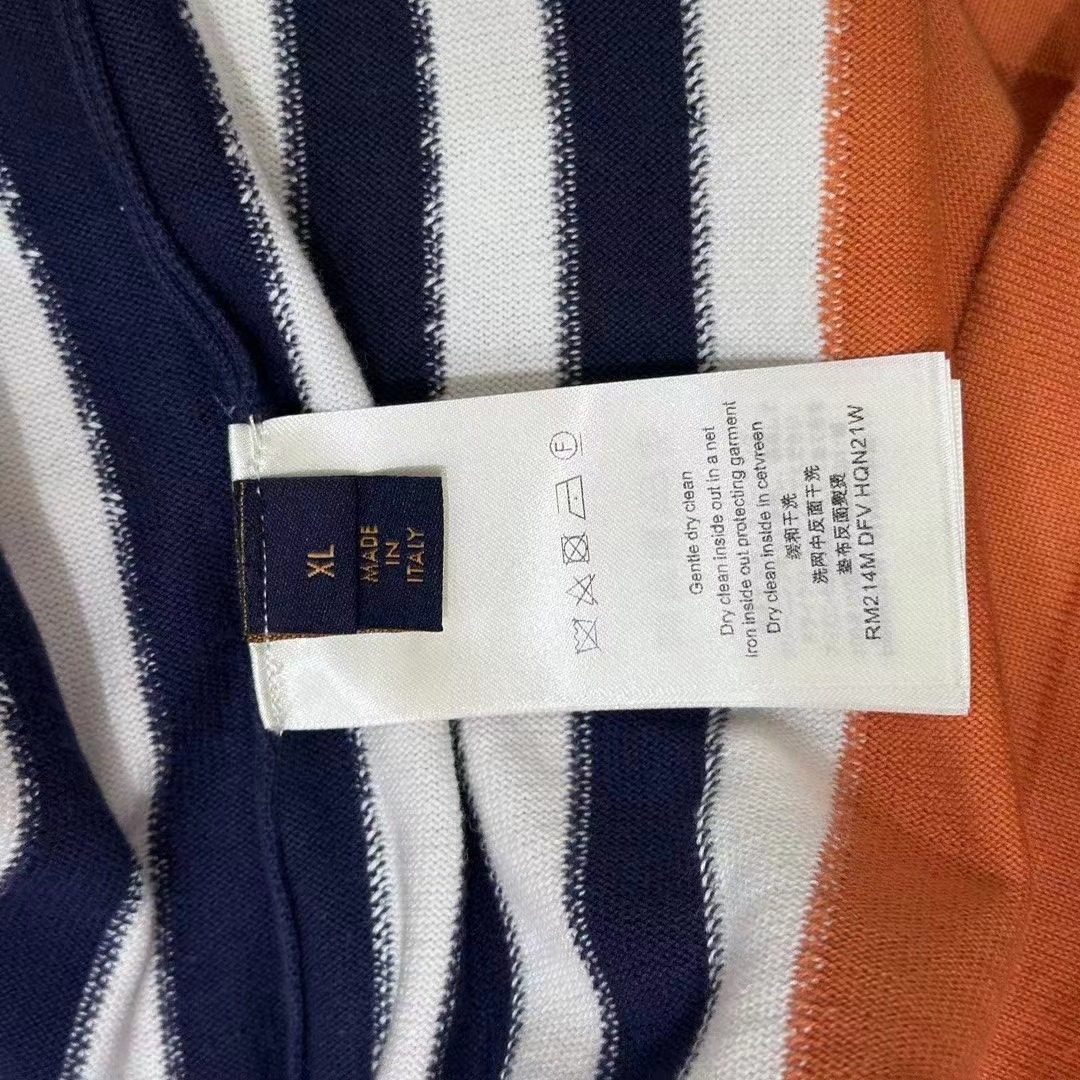 XL
MADE
IN
ITALY
F
Gentle dry clean
Dry clean inside out in a net
Iron inside out protecting garment
Dry clean inslde in cetvreen
缓和干洗
洗网中反面干洗
垫布反面熨烫
RM214M DFV HQN21W